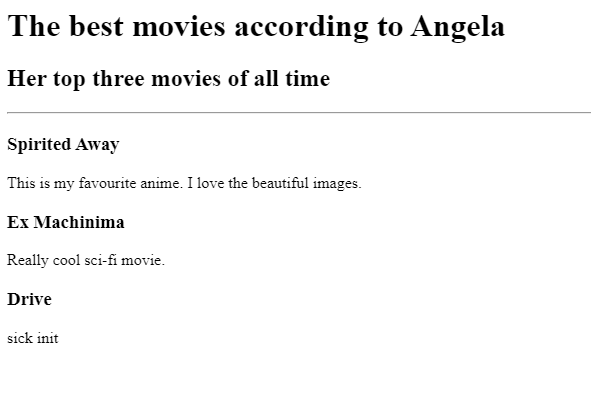 The best movies according to Angela
Her top three movies of all time
Spirited Away
This is my favourite anime. I love the beautiful images.
Ex Machinima
Really cool sci-fi movie.
Drive
sick init